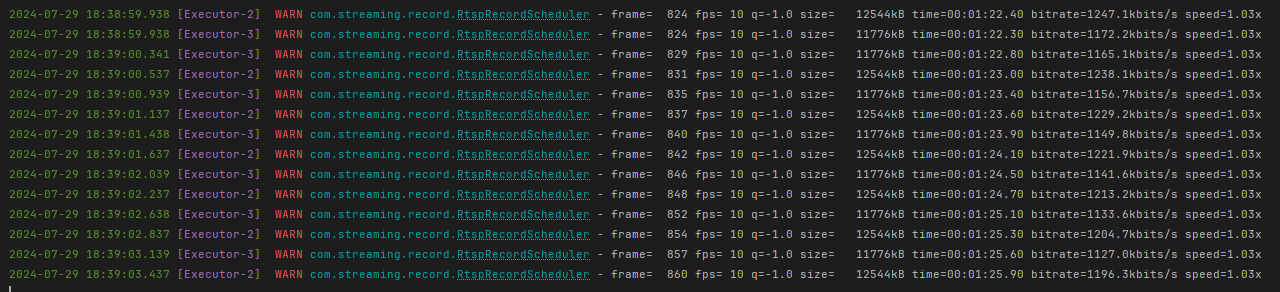 2024-07-29 18:38:59.938 [Executor-2]  WARN com.streaming.record.RtspRecordScheduler - frame=  824 fps= 10 q=-1.0 size=   12544kB time=00:01:22.40 bitrate=1247.1kbits/s speed=1.03x
2024-07-29 18:38:59.938 [Executor-3]  WARN com.streaming.record.RtspRecordScheduler - frame=  824 fps= 10 q=-1.0 size=   11776kB time=00:01:22.30 bitrate=1172.2kbits/s speed=1.03x
2024-07-29 18:39:00.341 [Executor-3]  WARN com.streaming.record.RtspRecordScheduler - frame=  829 fps= 10 q=-1.0 size=   11776kB time=00:01:22.80 bitrate=1165.1kbits/s speed=1.03x
2024-07-29 18:39:00.537 [Executor-2]  WARN com.streaming.record.RtspRecordScheduler - frame=  831 fps= 10 q=-1.0 size=   12544kB time=00:01:23.00 bitrate=1238.1kbits/s speed=1.03x
2024-07-29 18:39:00.939 [Executor-3]  WARN com.streaming.record.RtspRecordScheduler - frame=  835 fps= 10 q=-1.0 size=   11776kB time=00:01:23.40 bitrate=1156.7kbits/s speed=1.03x
2024-07-29 18:39:01.137 [Executor-2]  WARN com.streaming.record.RtspRecordScheduler - frame=  837 fps= 10 q=-1.0 size=   12544kB time=00:01:23.60 bitrate=1229.2kbits/s speed=1.03x
2024-07-29 18:39:01.438 [Executor-3]  WARN com.streaming.record.RtspRecordScheduler - frame=  840 fps= 10 q=-1.0 size=   11776kB time=00:01:23.90 bitrate=1149.8kbits/s speed=1.03x
2024-07-29 18:39:01.637 [Executor-2]  WARN com.streaming.record.RtspRecordScheduler - frame=  842 fps= 10 q=-1.0 size=   12544kB time=00:01:24.10 bitrate=1221.9kbits/s speed=1.03x
2024-07-29 18:39:02.039 [Executor-3]  WARN com.streaming.record.RtspRecordScheduler - frame=  846 fps= 10 q=-1.0 size=   11776kB time=00:01:24.50 bitrate=1141.6kbits/s speed=1.03x
2024-07-29 18:39:02.237 [Executor-2]  WARN com.streaming.record.RtspRecordScheduler - frame=  848 fps= 10 q=-1.0 size=   12544kB time=00:01:24.70 bitrate=1213.2kbits/s speed=1.03x
2024-07-29 18:39:02.638 [Executor-3]  WARN com.streaming.record.RtspRecordScheduler - frame=  852 fps= 10 q=-1.0 size=   11776kB time=00:01:25.10 bitrate=1133.6kbits/s speed=1.03x
2024-07-29 18:39:02.837 [Executor-2]  WARN com.streaming.record.RtspRecordScheduler - frame=  854 fps= 10 q=-1.0 size=   12544kB time=00:01:25.30 bitrate=1204.7kbits/s speed=1.03x
2024-07-29 18:39:03.139 [Executor-3]  WARN com.streaming.record.RtspRecordScheduler - frame=  857 fps= 10 q=-1.0 size=   11776kB time=00:01:25.60 bitrate=1127.0kbits/s speed=1.03x
2024-07-29 18:39:03.437 [Executor-2]  WARN com.streaming.record.RtspRecordScheduler - frame=  860 fps= 10 q=-1.0 size=   12544kB time=00:01:25.90 bitrate=1196.3kbits/s speed=1.03x